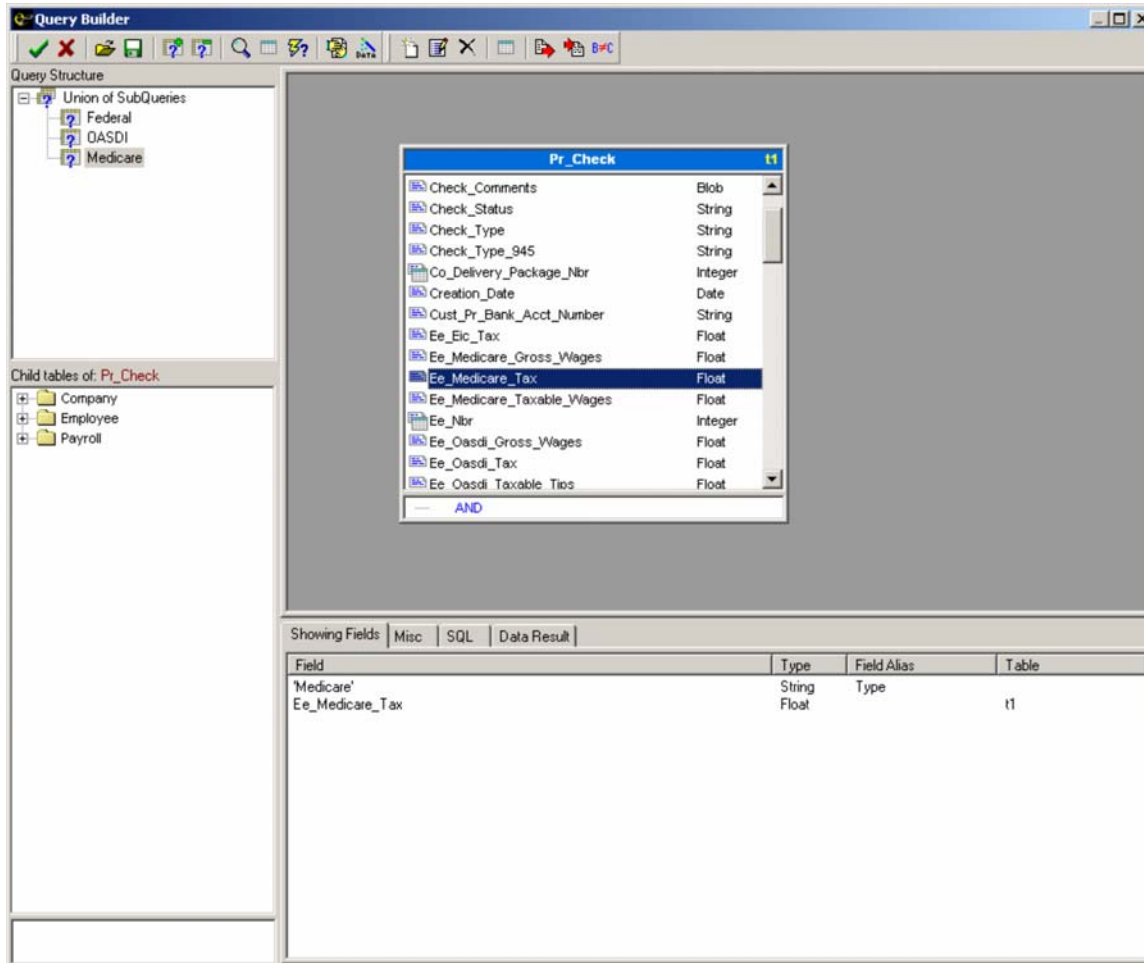 Query Builder
DATA
B≠C
Query Structure
Union of SubQueries
Federal
OASDI
Medicare
Child tables of: Pr_Check
Company
Employee
Payroll
Pr_Check t1
Check_Comments Blob
Check_Status String
Check_Type String
Check_Type_945 String
Co_Delivery_Package_Nbr Integer
Creation_Date Date
Cust_Pr_Bank_Acct_Number String
Ee_Eic_Tax Float
Ee_Medicare_Gross_Wages Float
Ee_Medicare_Tax Float
Ee_Medicare_Taxable_Wages Float
Ee_Nbr Integer
Ee_Oasdi_Gross_Wages Float
Ee_Oasdi_Tax Float
Ee_Oasdi_Taxable_Tips Float
AND
Showing Fields Misc SQL Data Result
Field Type Field Alias Table
'Medicare' String Type
Ee_Medicare_Tax Float t1